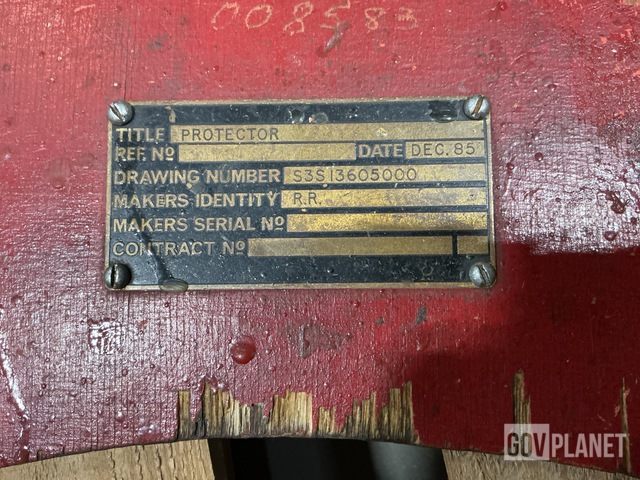 008583
TITLE PROTECTOR
REF. Nº DATE DEC. 85
DRAWING NUMBER S3S13605000
MAKERS IDENTITY R.R.
MAKERS SERIAL Nº
CONTRACT Nº
GOVPLANET